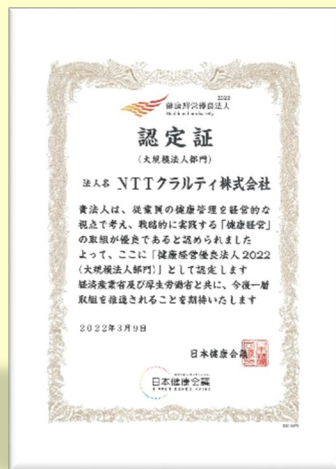 2022
健康経営優良法人
Health and productivity
認定証
(大規模法人部門)
法人名 NTTクラルティ株式会社
貴法人は、従業員の健康管理を経営的な
視点で考え、戦略的に実践する「健康経営」
の取組が優良であると認められました
よって、ここに「健康経営優良法人2022
(大規模法人部門)」として認定します
経済産業省及び厚生労働省と共に、今後一層
取組を推進されることを期待いたします
2022年3月9日
日本健康会議
日本健康会議